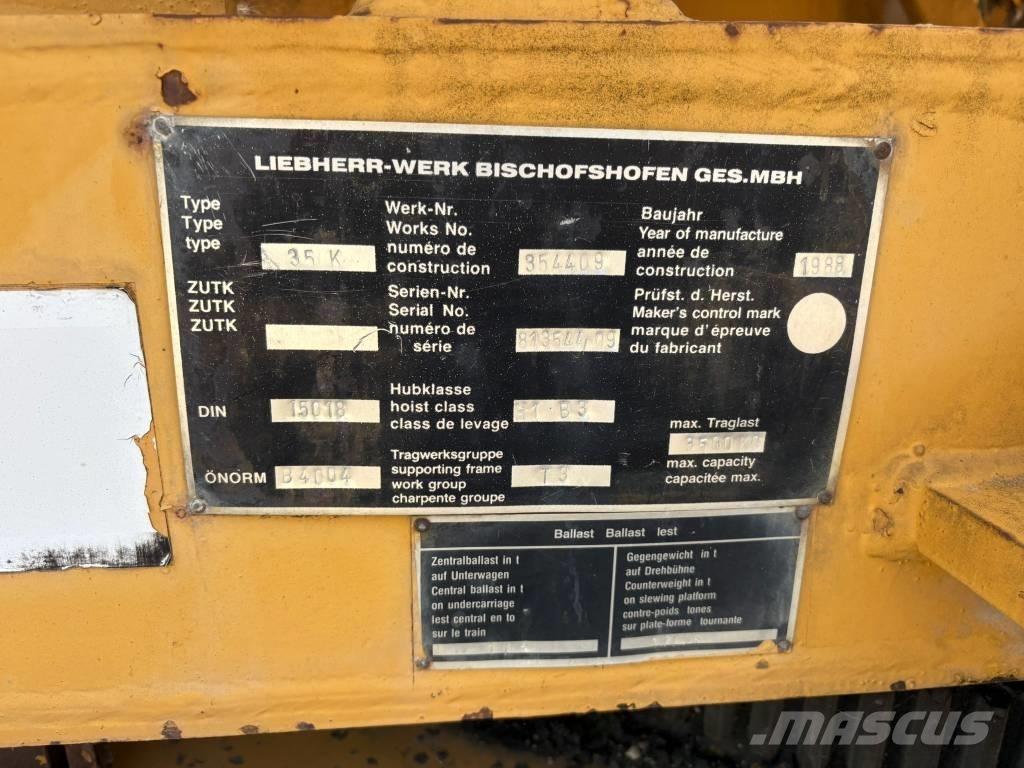 LIEBHERR-WERK BISCHOFSHOFEN GES.MBH
Type
Type
type
35 K
Werk-Nr.
Works No.
numéro de
construction
354409
Baujahr
Year of manufacture
année de
construction
1988
ZUTK
ZUTK
ZUTK
Serien-Nr.
Serial No.
numéro de
série
81354409
Prüfst. d. Herst.
Maker's control mark
marque d'épreuve
du fabricant
DIN
15018
Hubklasse
hoist class
class de levage
B3
max. Traglast
3500 KG
max. capacity
capacitée max.
ÖNORM
B4004
Tragwerksgruppe
supporting frame
work group
charpente groupe
T3
Ballast Ballast lest
Zentralballast in t
auf Unterwagen
Central ballast in t
on undercarriage
lest central en to
sur le train
Gegengewicht in t
auf Drehbühne
Counterweight in t
on slewing platform
contre-poids tones
sur plate-forme tournante
MASCUS